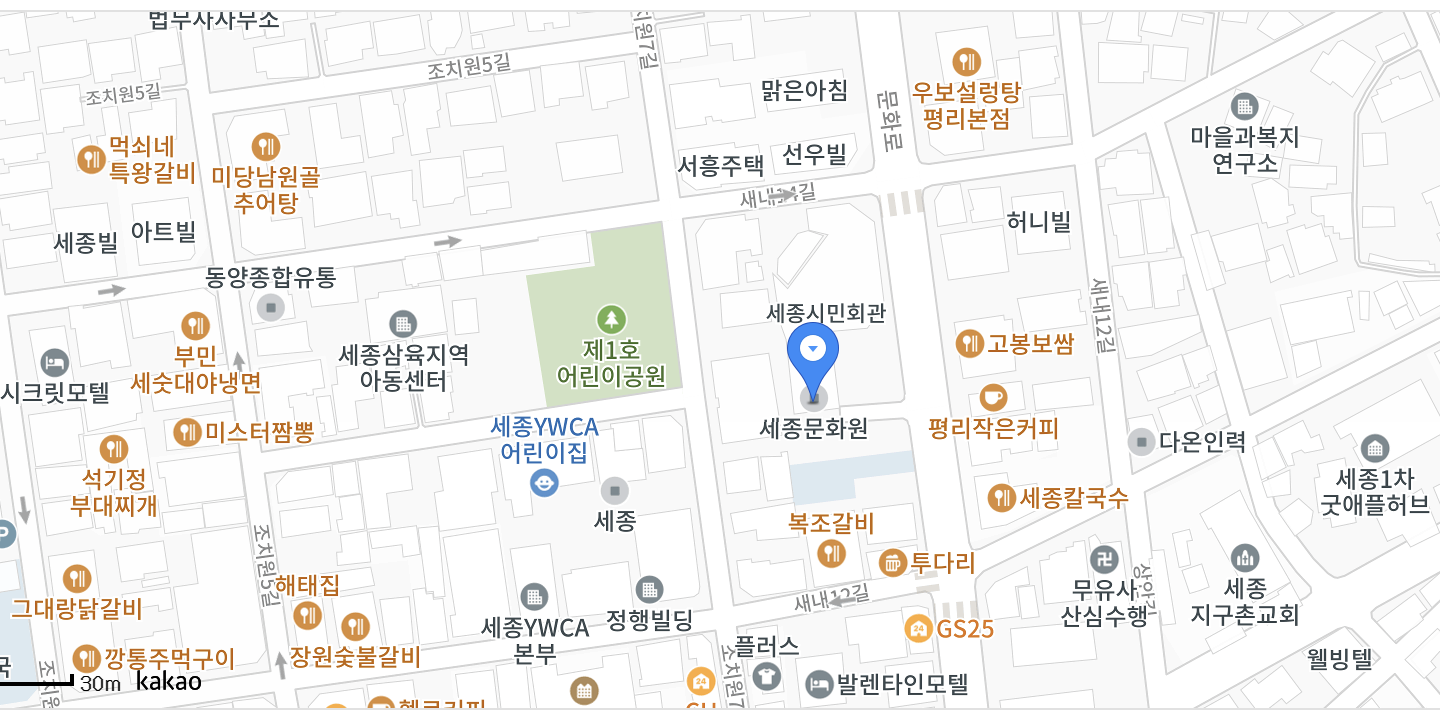 법무사사무소
조치원5길
조치원5길
맑은아침
우보설렁탕
평리본점
문화로
마을과복지
연구소
먹쇠네
특왕갈비
미당남원골
추어탕
서흥주택
선우빌
새내14길
세종빌
아트빌
허니빌
동양종합유통
세종시민회관
새내12길
부민
세숫대야냉면
세종삼육지역
아동센터
제1호
어린이공원
고봉보쌈
시크릿모텔
미스터짬뽕
세종YWCA
어린이집
세종문화원
평리작은커피
다온인력
석기정
부대찌개
세종
세종칼국수
세종1차
굿애플허브
복조갈비
투다리
조치원5길
해태집
그대랑닭갈비
새내12길
무유사
산심수행
상아길
세종
지구촌교회
세종YWCA
본부
정행빌딩
GS25
깡통주먹구이
장원숯불갈비
플러스
발렌타인모텔
웰빙텔
30m
kakao